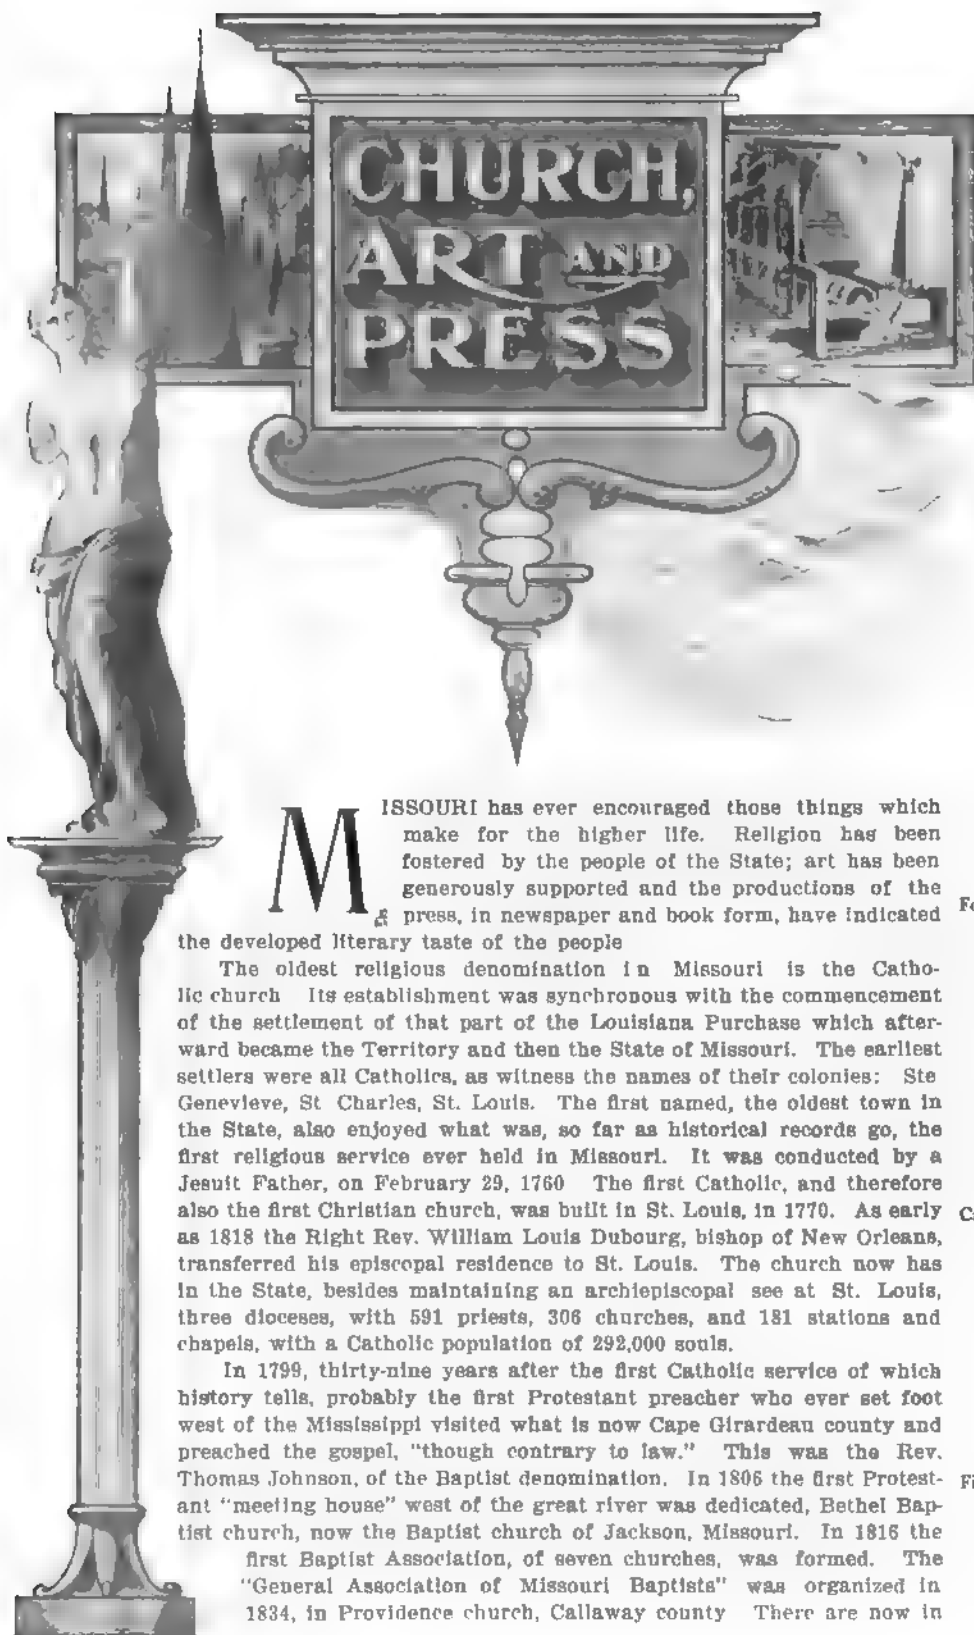 CHURCH,
ART AND
PRESS
MISSOURI has ever encouraged those things which
make for the higher life. Religion has been
fostered by the people of the State; art has been
generously supported and the productions of the
press, in newspaper and book form, have indicated
the developed literary taste of the people
The oldest religious denomination in Missouri is the Catho-
lic church Its establishment was synchronous with the commencement
of the settlement of that part of the Louisiana Purchase which after-
ward became the Territory and then the State of Missouri. The earliest
settlers were all Catholics, as witness the names of their colonies: Ste
Genevieve, St Charles, St. Louis. The first named, the oldest town in
the State, also enjoyed what was, so far as historical records go, the
first religious service ever held in Missouri. It was conducted by a
Jesuit Father, on February 29, 1760 The first Catholic, and therefore
also the first Christian church, was built in St. Louis, in 1770. As early
as 1818 the Right Rev. William Louis Dubourg, bishop of New Orleans,
transferred his episcopal residence to St. Louis. The church now has
in the State, besides maintaining an archiepiscopal see at St. Louis,
three dioceses, with 591 priests, 306 churches, and 181 stations and
chapels, with a Catholic population of 292,000 souls.
In 1799, thirty-nine years after the first Catholic service of which
history tells, probably the first Protestant preacher who ever set foot
west of the Mississippi visited what is now Cape Girardeau county and
preached the gospel, "though contrary to law." This was the Rev.
Thomas Johnson, of the Baptist denomination. In 1806 the first Protest-
ant "meeting house" west of the great river was dedicated, Bethel Bap-
tist church, now the Baptist church of Jackson, Missouri. In 1816 the
first Baptist Association, of seven churches, was formed. The
"General Association of Missouri Baptists" was organized in
1834, in Providence church, Callaway county There are now in